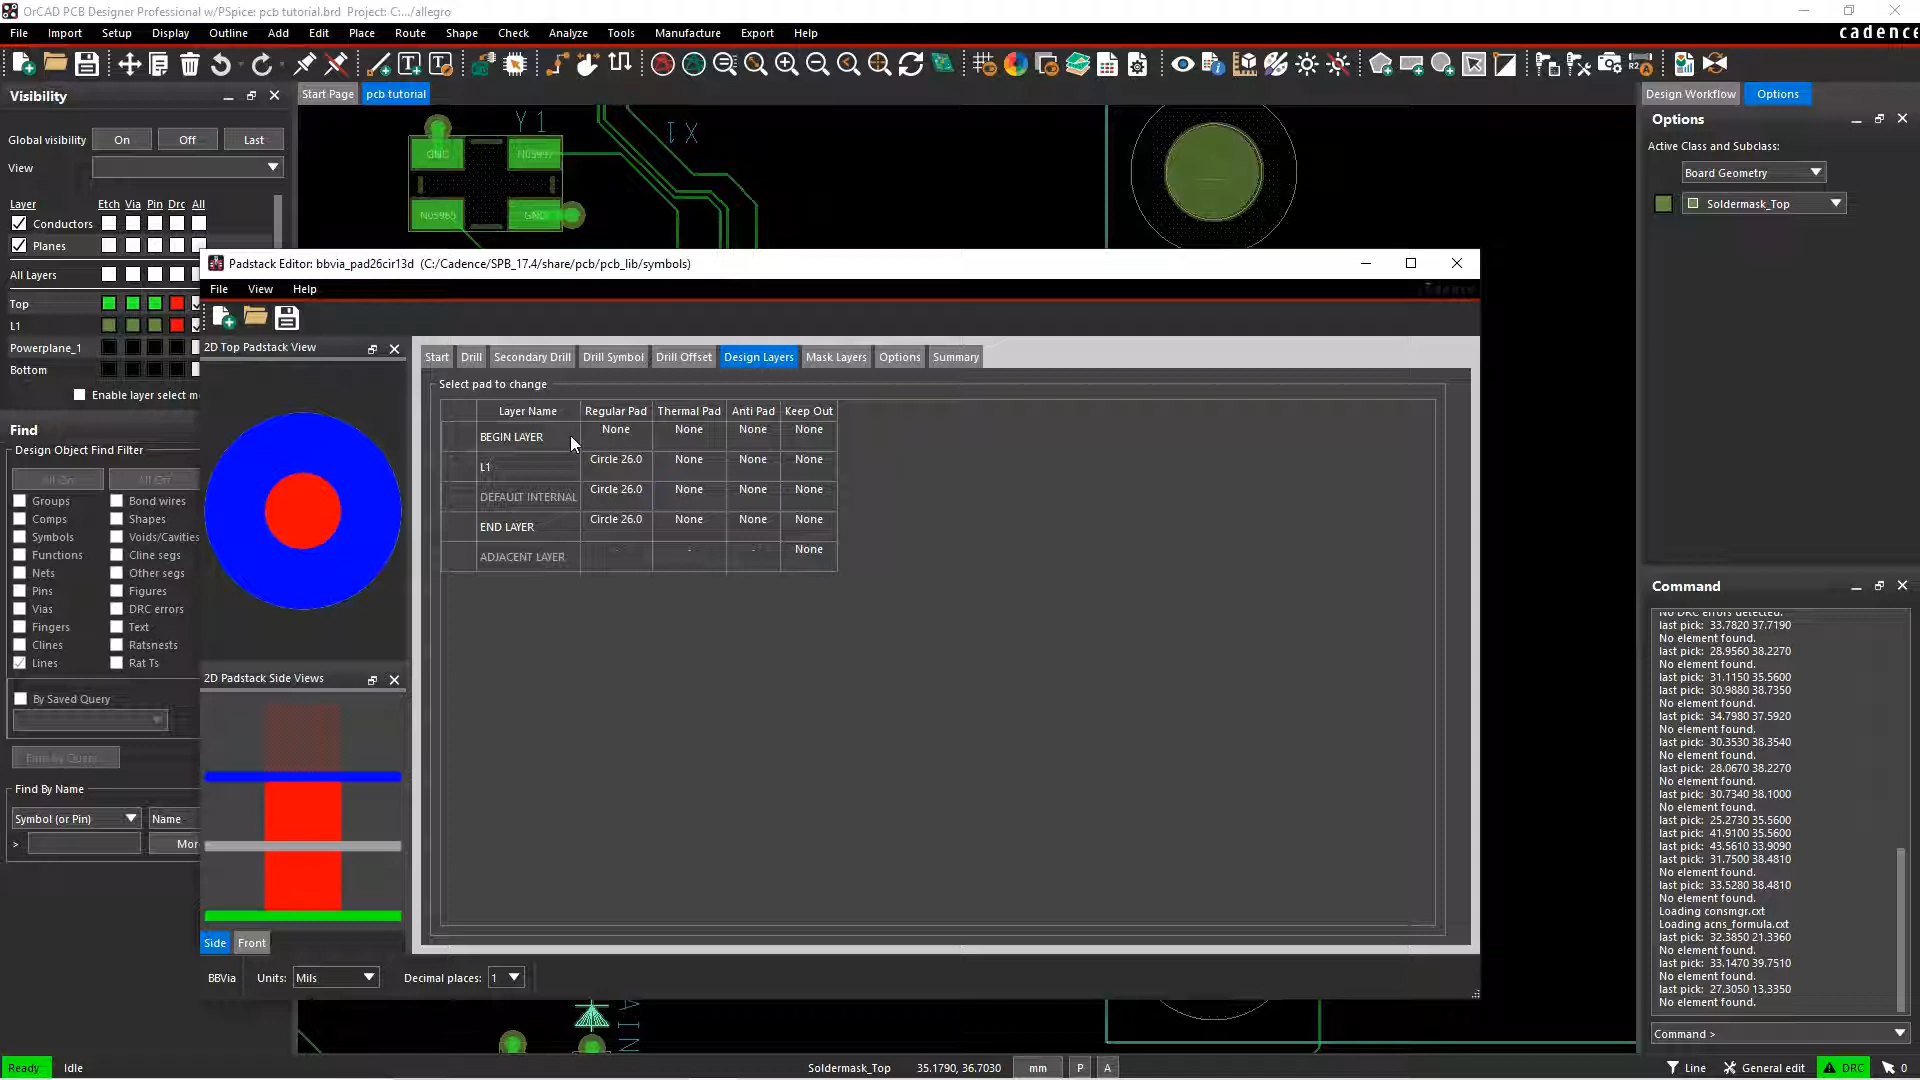 OrCAD PCB Designer Professional w/PSpice: pcb tutorial.brd  Project: C:.../allegro
File Import Setup Display Outline Add Edit Place Route Shape Check Analyze Tools Manufacture Export Help
cadence
Visibility
Start Page pcb tutorial
Design Workflow Options
Global visibility On Off Last
View
Layer Etch Via Pin Drc All
Conductors
Planes
All Layers
Top
L1
Powerplane_1
Bottom
Enable layer select m
Find
Design Object Find Filter
All On All Off
Groups Bond wires
Comps Shapes
Symbols Voids/Cavities
Functions Cline segs
Nets Other segs
Pins Figures
Vias DRC errors
Fingers Text
Clines Ratsnests
Lines Rat Ts
By Saved Query
Find by Query...
Find By Name
Symbol (or Pin) Name
> Mor
Y1
X1
GND N05997
N05965 GND
Padstack Editor: bbvia_pad26cir13d  (C:/Cadence/SPB_17.4/share/pcb/pcb_lib/symbols)
File View Help
cadence
2D Top Padstack View
Start Drill Secondary Drill Drill Symbol Drill Offset Design Layers Mask Layers Options Summary
Select pad to change
Layer Name Regular Pad Thermal Pad Anti Pad Keep Out
BEGIN LAYER None None None None
L1 Circle 26.0 None None None
DEFAULT INTERNAL Circle 26.0 None None None
END LAYER Circle 26.0 None None None
ADJACENT LAYER - - - None
2D Padstack Side Views
Side Front
BBVia Units: Mils Decimal places: 1
Options
Active Class and Subclass:
Board Geometry
Soldermask_Top
Command
No DRC errors detected.
last pick:  33.7820 37.7190
No element found.
last pick:  28.9560 38.2270
No element found.
last pick:  31.1150 35.5600
last pick:  30.9880 38.7350
No element found.
last pick:  34.7980 37.5920
No element found.
last pick:  30.3530 38.3540
No element found.
last pick:  28.0670 38.2270
No element found.
last pick:  30.7340 38.1000
No element found.
last pick:  25.2730 35.5600
last pick:  41.9100 35.5600
last pick:  43.5610 33.9090
last pick:  31.7500 38.4810
No element found.
last pick:  33.5280 38.4810
No element found.
Loading consmgr.cxt
Loading acns_formula.cxt
last pick:  32.3850 21.3360
No element found.
last pick:  33.1470 39.7510
No element found.
last pick:  27.3050 13.3350
No element found.
Command >
Ready Idle Soldermask_Top 35.1790, 36.7030 mm P A Line General edit DRC 0